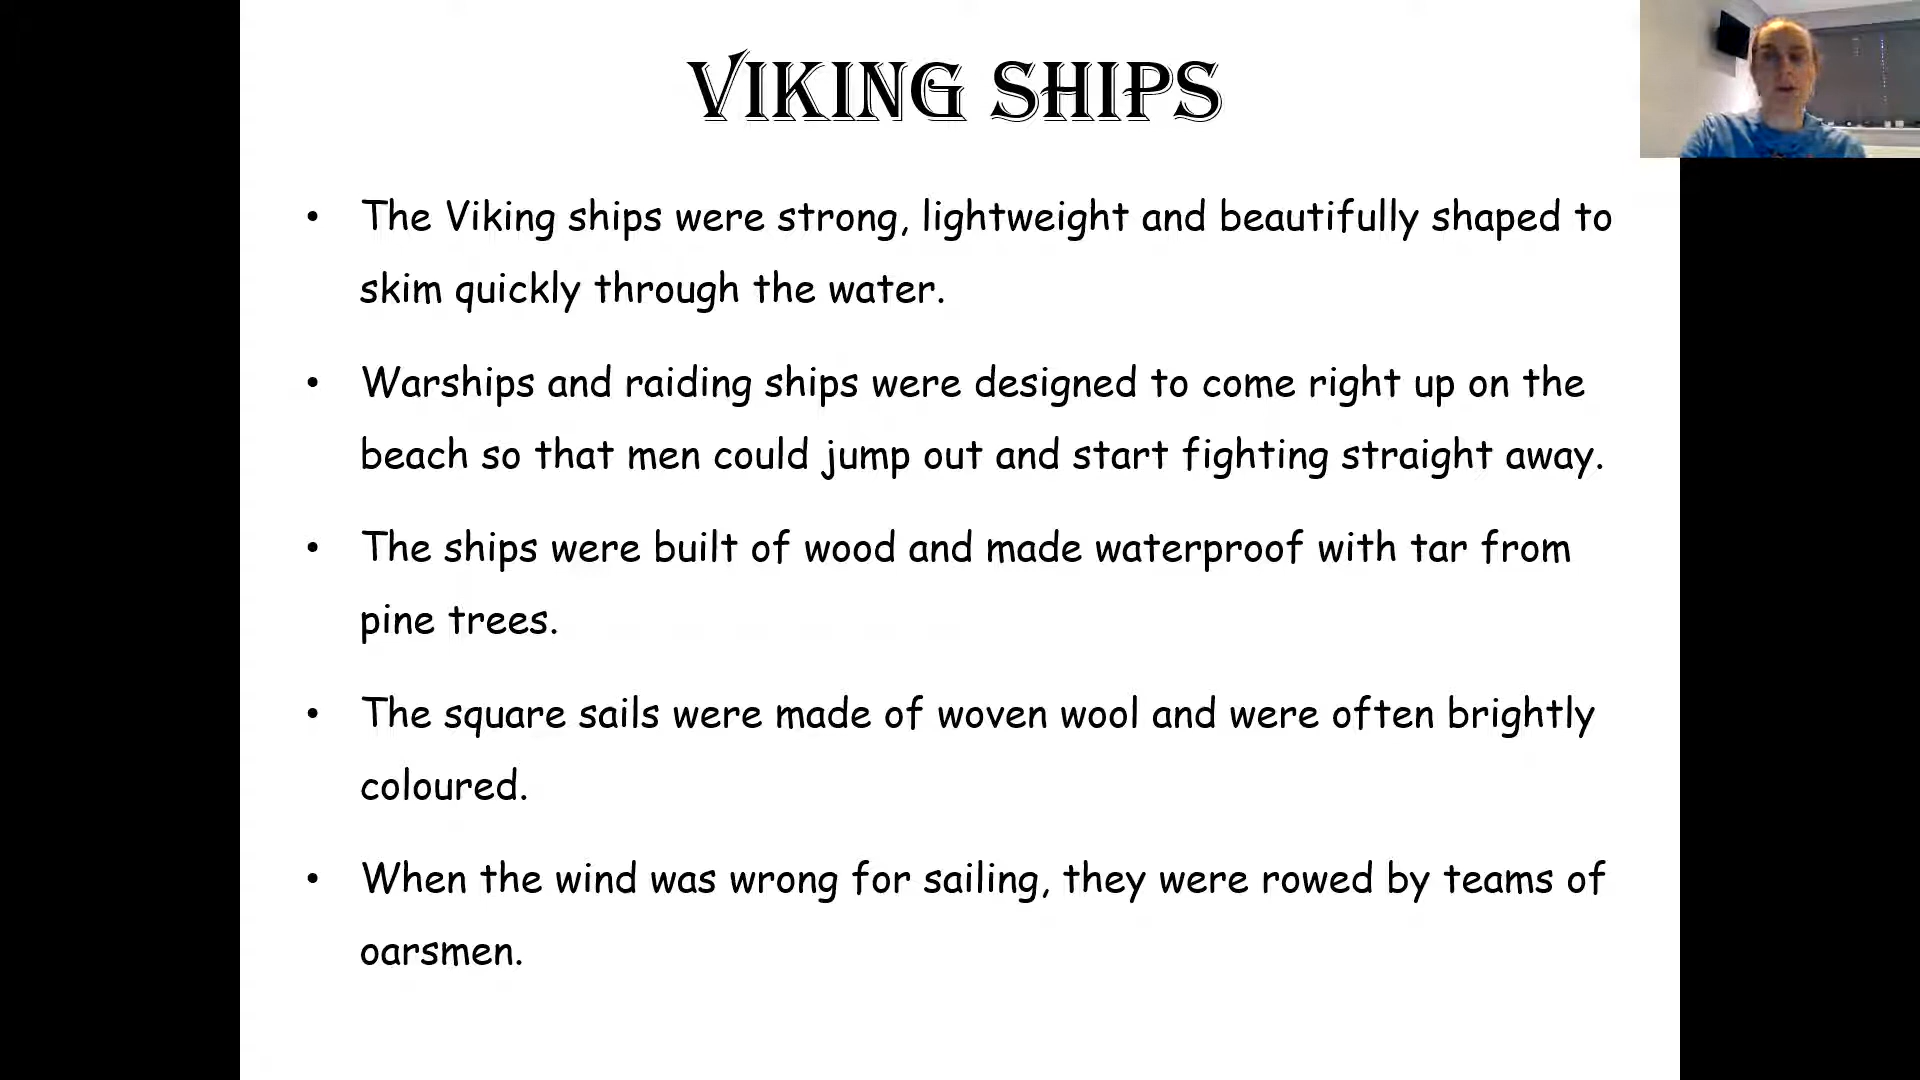 VIKING SHIPS
• The Viking ships were strong, lightweight and beautifully shaped to
skim quickly through the water.
• Warships and raiding ships were designed to come right up on the
beach so that men could jump out and start fighting straight away.
• The ships were built of wood and made waterproof with tar from
pine trees.
• The square sails were made of woven wool and were often brightly
coloured.
• When the wind was wrong for sailing, they were rowed by teams of
oarsmen.